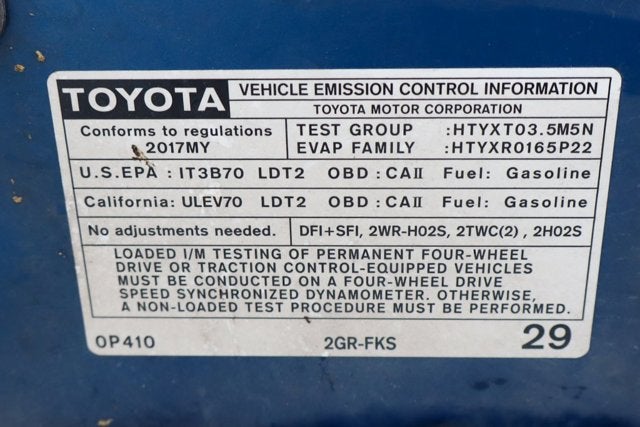 TOYOTA VEHICLE EMISSION CONTROL INFORMATION
TOYOTA MOTOR CORPORATION
Conforms to regulations
2017MY
TEST GROUP :HTYXT03.5M5N
EVAP FAMILY :HTYXR0165P22
U.S.EPA : IT3B70 LDT2 OBD : CAII Fuel: Gasoline
California: ULEV70 LDT2 OBD : CAII Fuel: Gasoline
No adjustments needed. DFI+SFI, 2WR-HO2S, 2TWC(2) , 2HO2S
LOADED I/M TESTING OF PERMANENT FOUR-WHEEL
DRIVE OR TRACTION CONTROL-EQUIPPED VEHICLES
MUST BE CONDUCTED ON A FOUR-WHEEL DRIVE
SPEED SYNCHRONIZED DYNAMOMETER. OTHERWISE,
A NON-LOADED TEST PROCEDURE MUST BE PERFORMED.
0P410 2GR-FKS 29